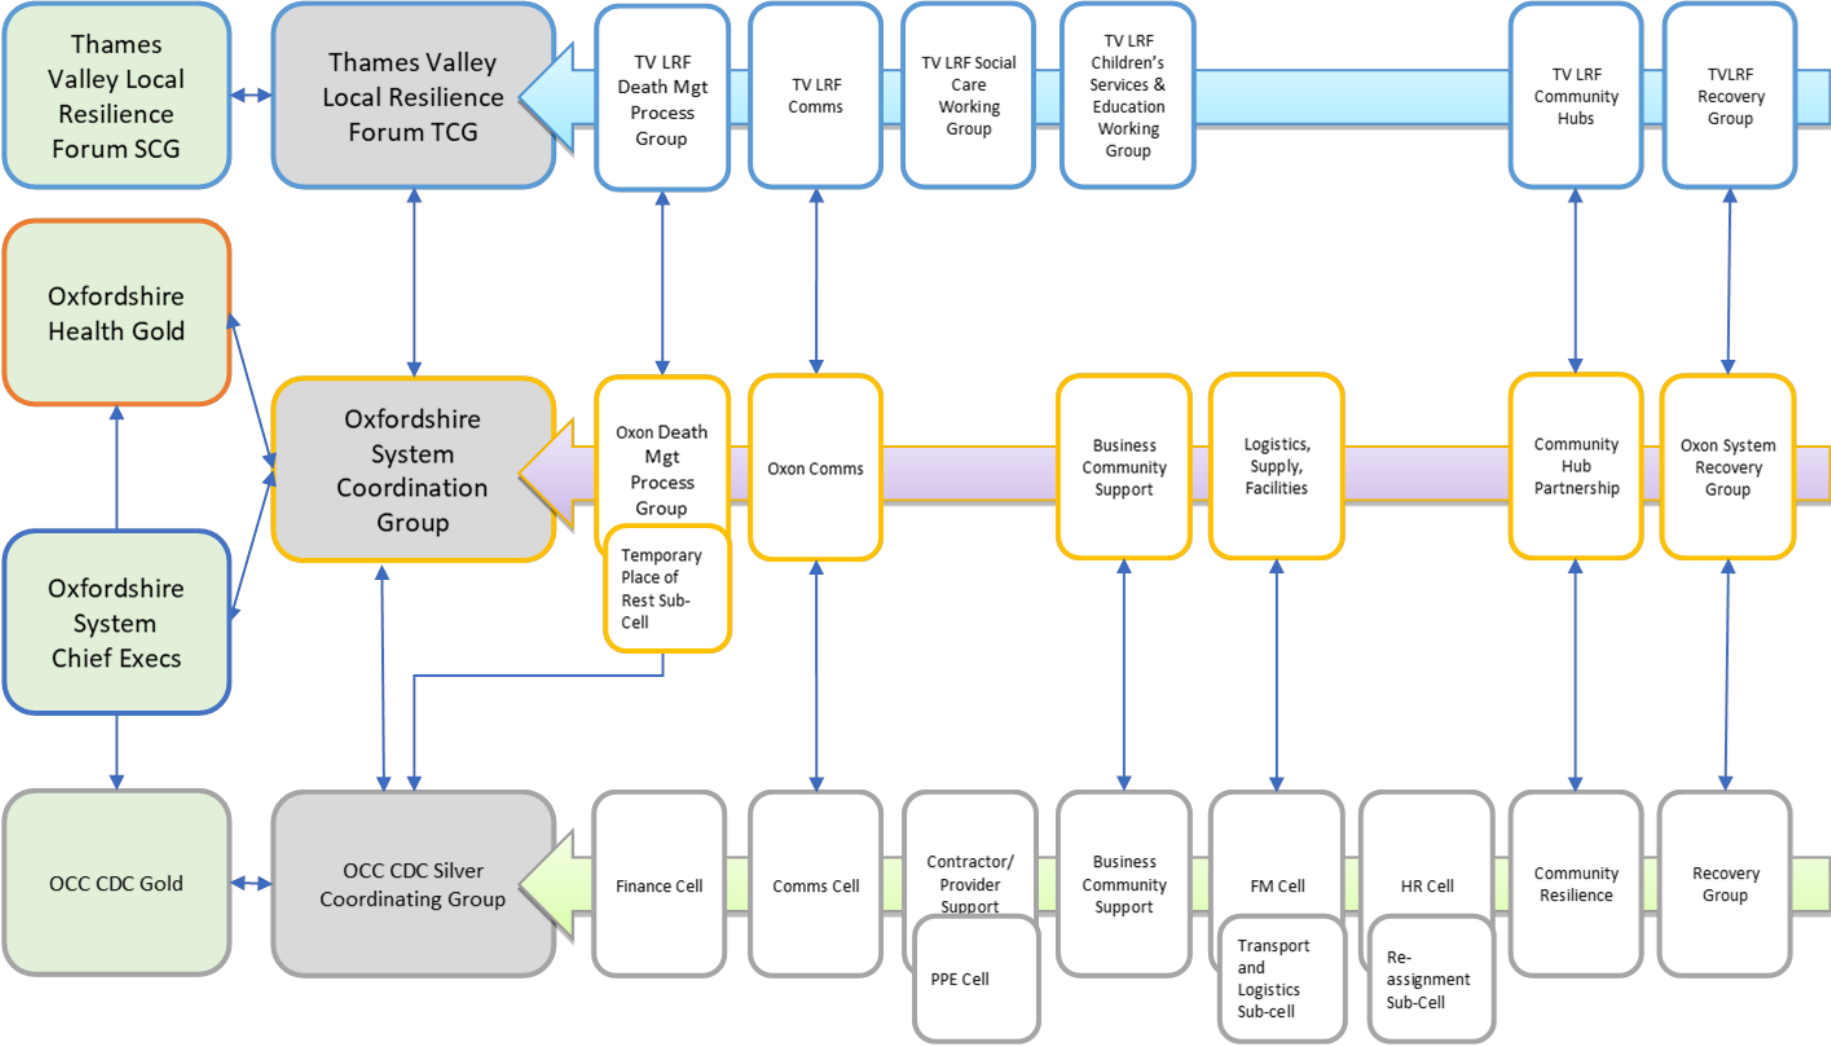 Thames
Valley Local
Resilience
Forum SCG
Thames Valley
Local Resilience
Forum TCG
TV LRF
Death Mgt
Process
Group
TV LRF
Comms
TV LRF Social
Care
Working
Group
TV LRF
Children's
Services &
Education
Working
Group
TV LRF
Community
Hubs
TVLRF
Recovery
Group
Oxfordshire
Health Gold
Oxfordshire
System
Coordination
Group
Oxon Death
Mgt
Process
Group
Temporary
Place of
Rest Sub-
Cell
Oxon Comms
Business
Community
Support
Logistics,
Supply,
Facilities
Community
Hub
Partnership
Oxon System
Recovery
Group
Oxfordshire
System
Chief Execs
OCC CDC Gold
OCC CDC Silver
Coordinating Group
Finance Cell
Comms Cell
Contractor/
Provider
Support
PPE Cell
Business
Community
Support
FM Cell
Transport
and
Logistics
Sub-cell
HR Cell
Re-
assignment
Sub-Cell
Community
Resilience
Recovery
Group